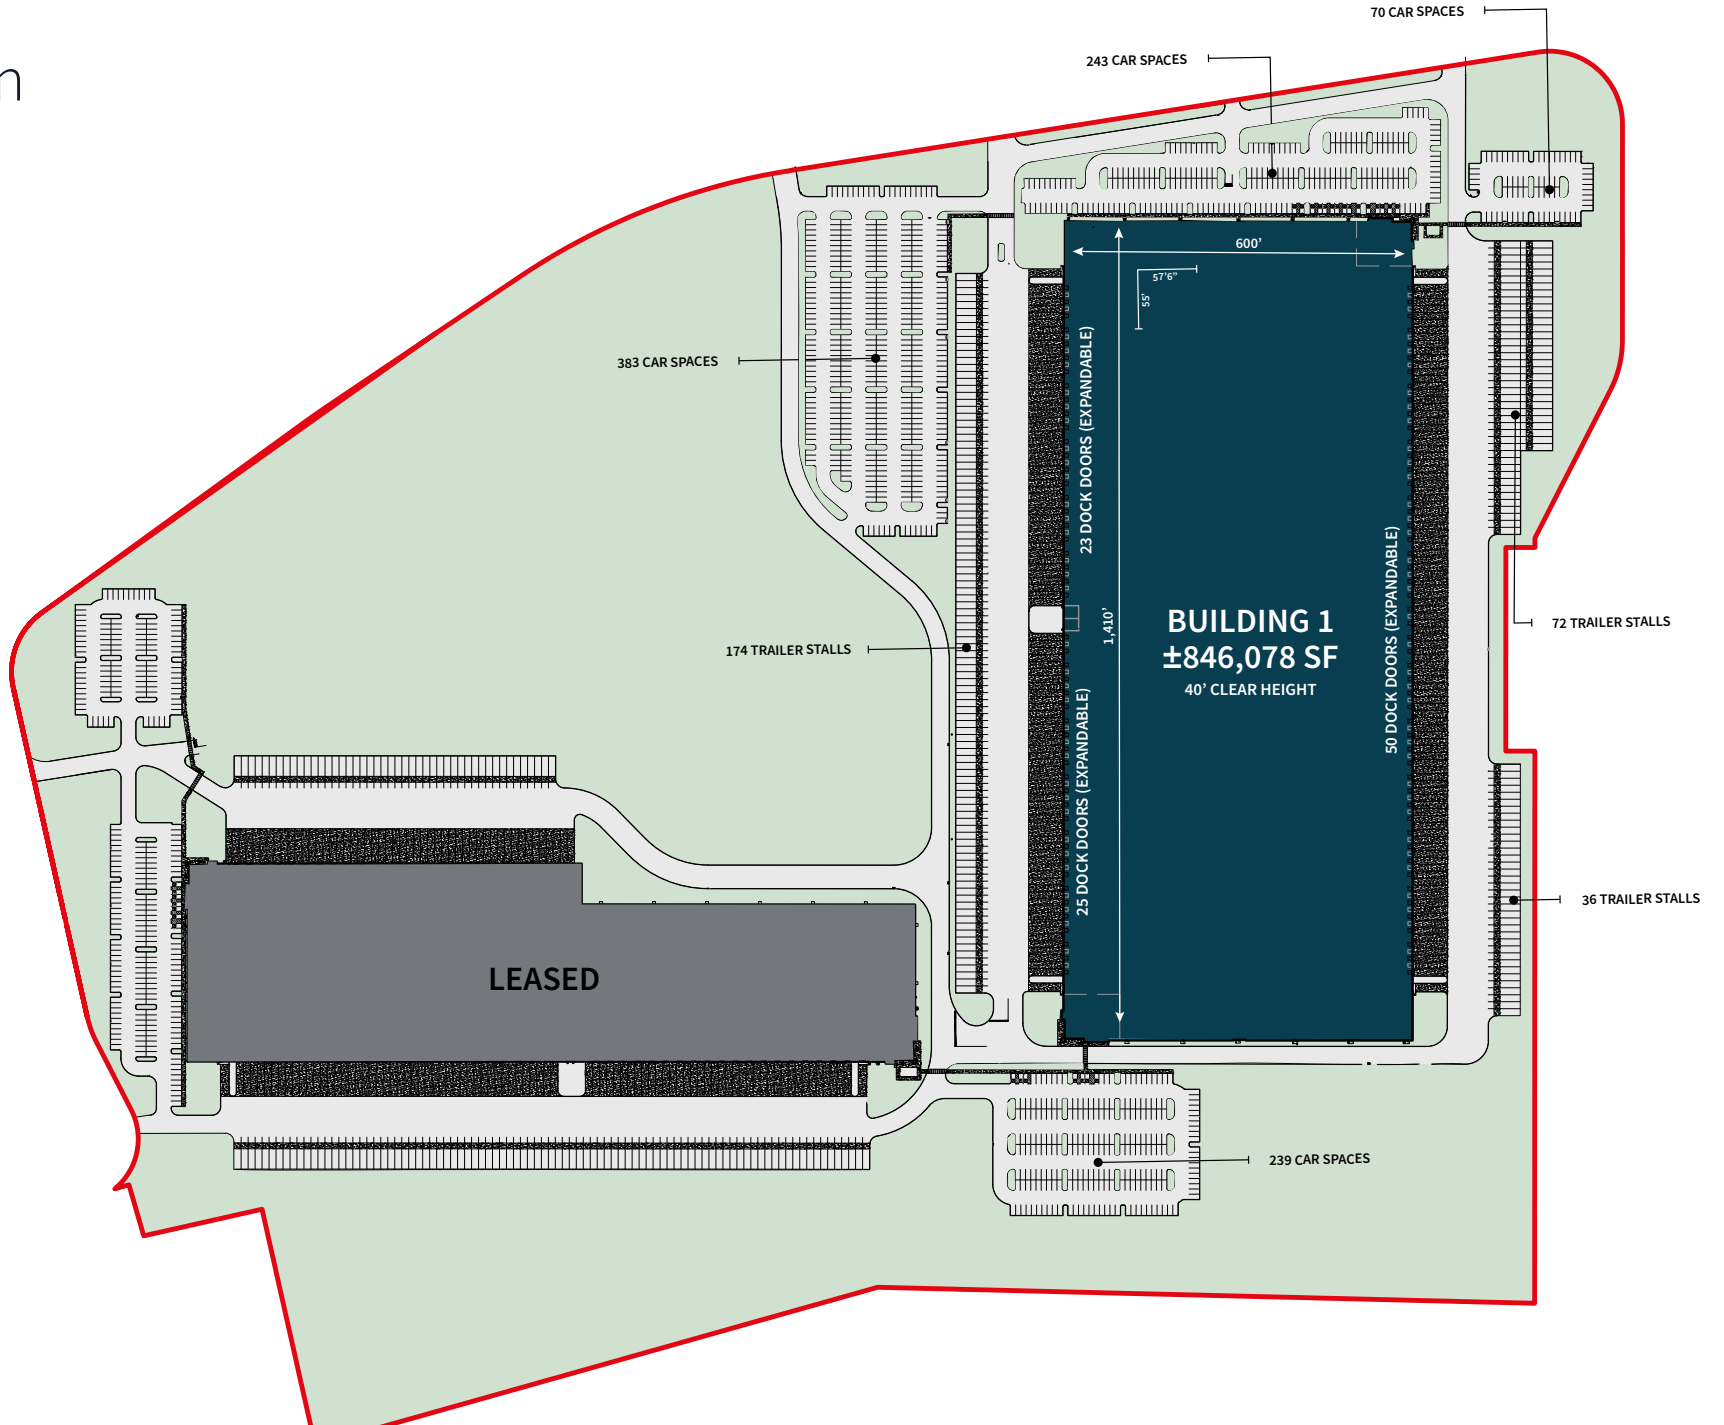 n
70 CAR SPACES
243 CAR SPACES
600’
57’6”
55’
383 CAR SPACES
23 DOCK DOORS (EXPANDABLE)
50 DOCK DOORS (EXPANDABLE)
1,410’
BUILDING 1
±846,078 SF
40’ CLEAR HEIGHT
72 TRAILER STALLS
174 TRAILER STALLS
25 DOCK DOORS (EXPANDABLE)
36 TRAILER STALLS
LEASED
239 CAR SPACES